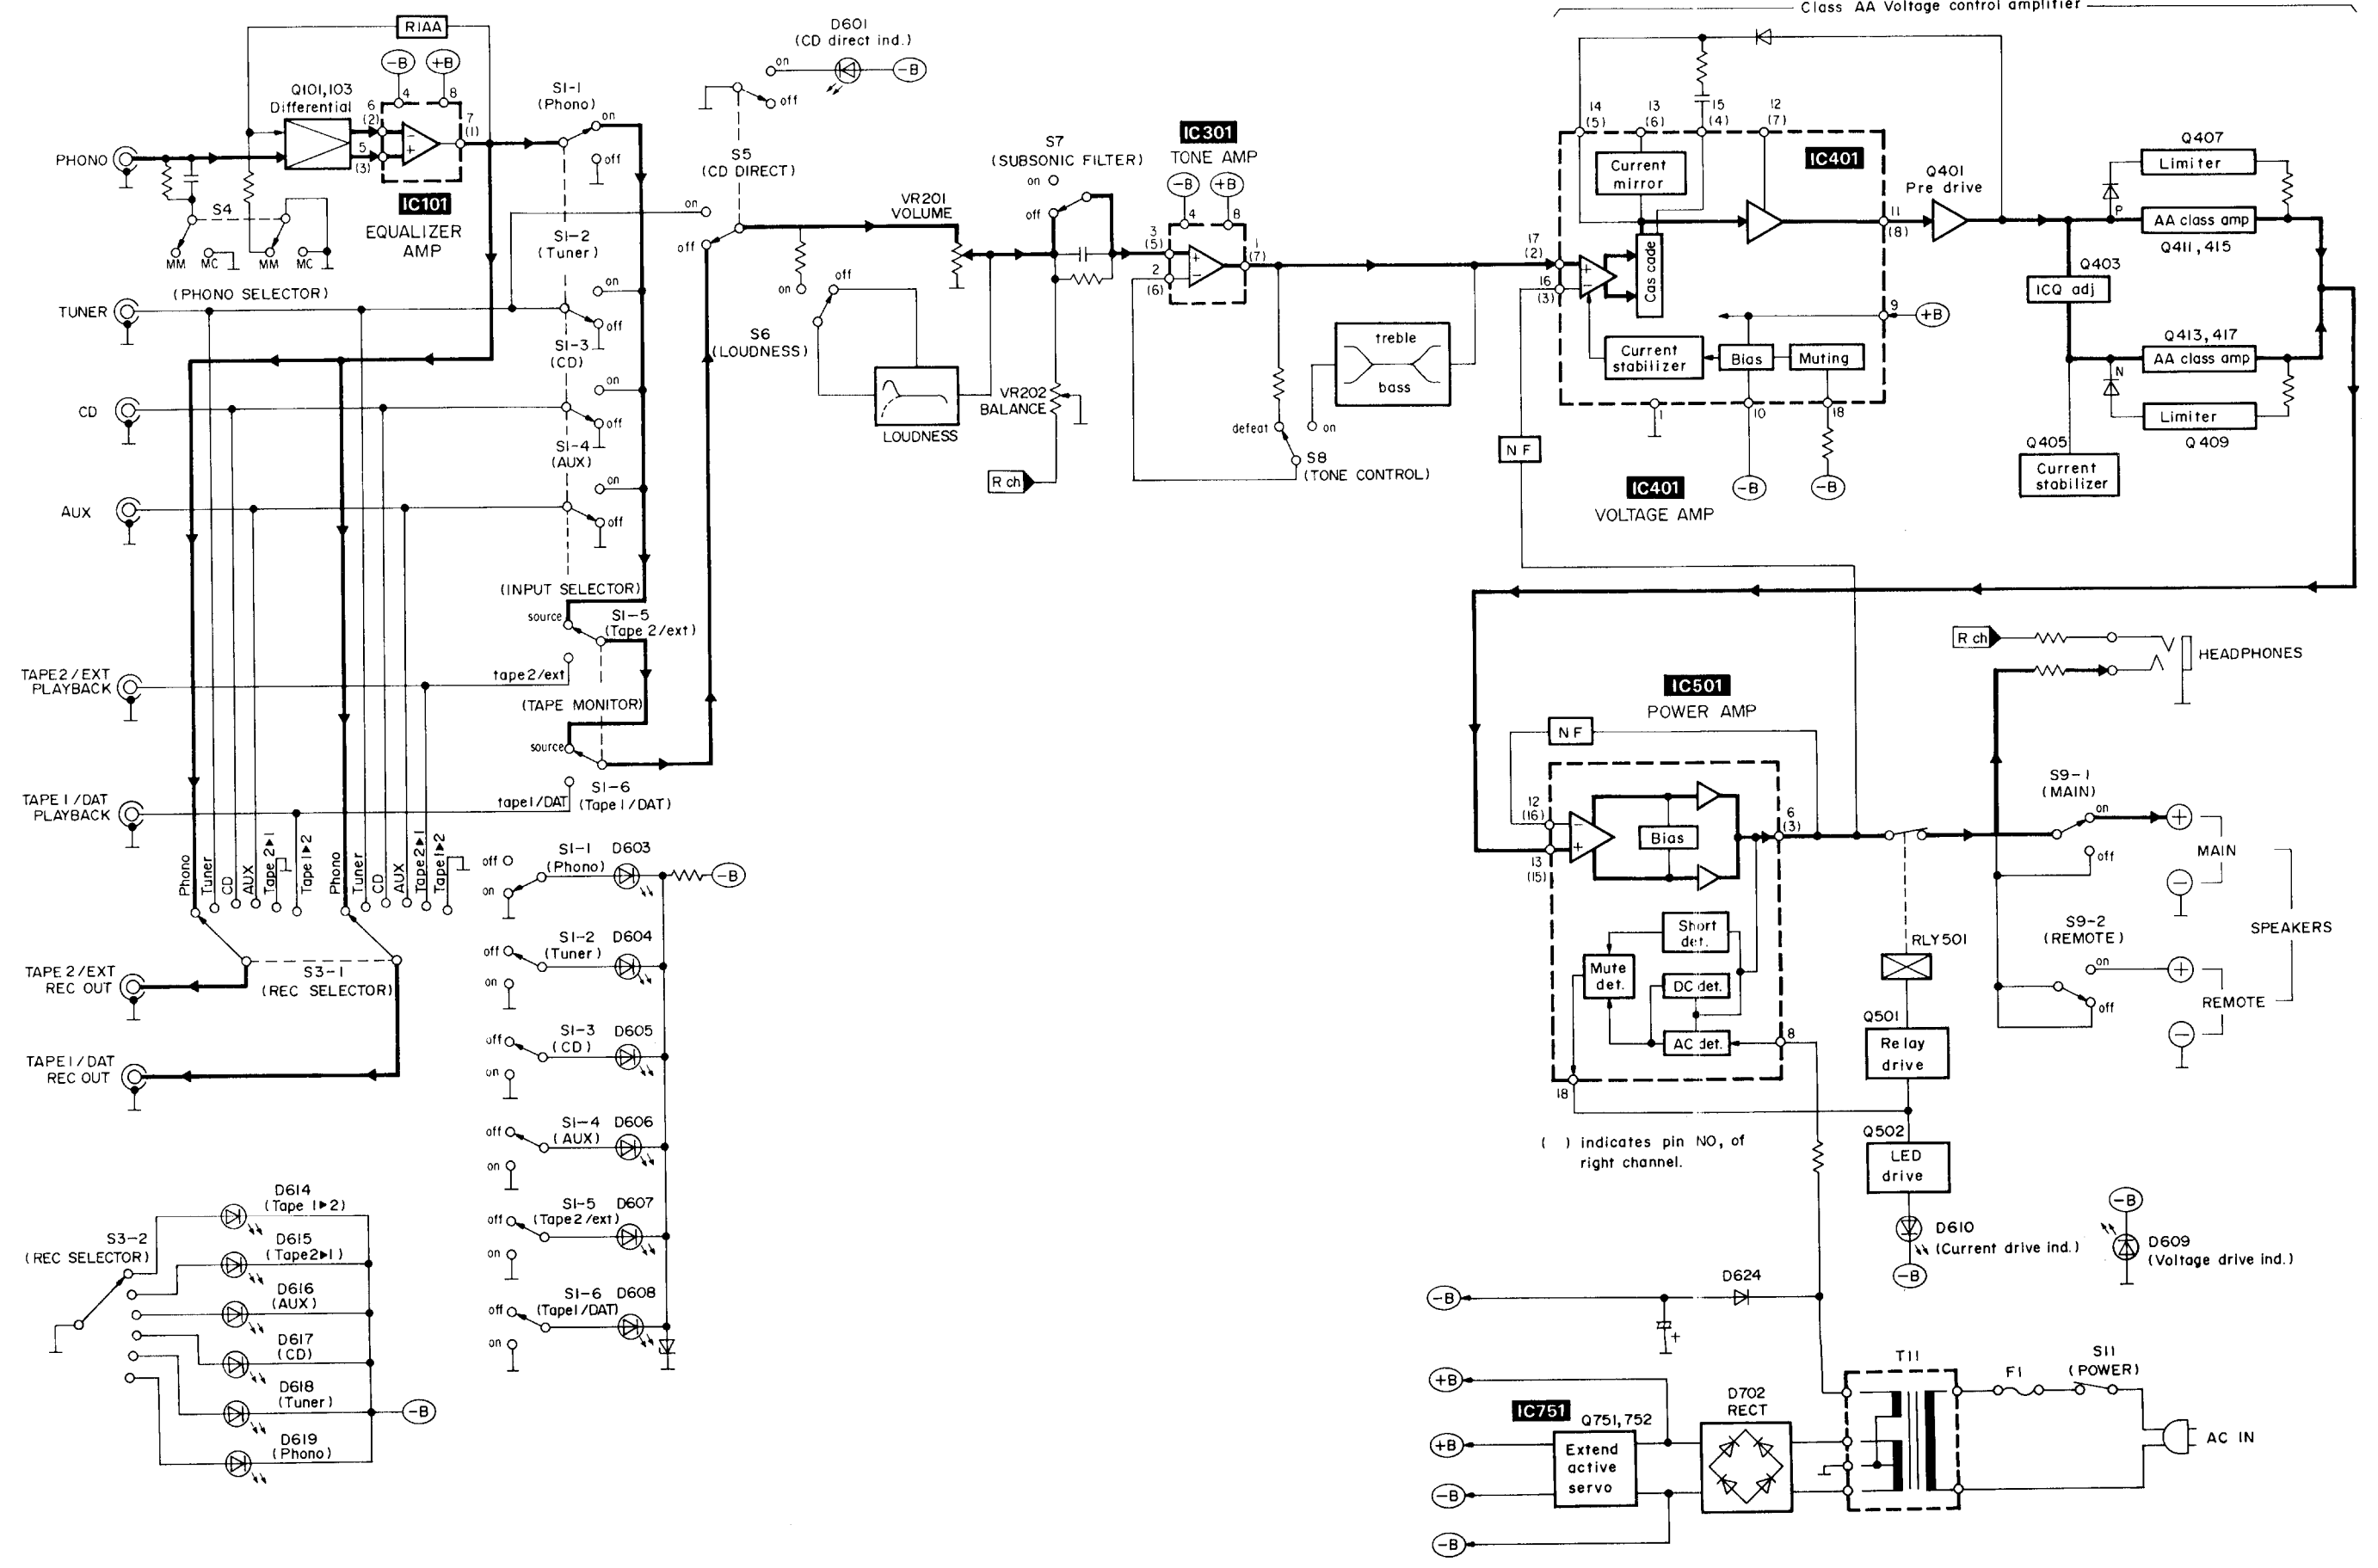 Class AA Voltage control amplifier
RIAA
-B
+B
Q101,103
Differential
6
(2)
4
8
7
(1)
5
(3)
PHONO
IC101
EQUALIZER
AMP
S4
MM
MC
MM
MC
(PHONO SELECTOR)
S1-1
(Phono)
on
off
D601
(CD direct ind.)
on
-B
off
S5
(CD DIRECT)
on
off
TUNER
S1-2
(Tuner)
on
off
CD
S1-3
(CD)
on
off
AUX
S1-4
(AUX)
on
off
(INPUT SELECTOR)
source
S1-5
(Tape 2/ext)
TAPE2/EXT
PLAYBACK
tape2/ext
(TAPE MONITOR)
source
S1-6
(Tape 1/DAT)
TAPE 1/DAT
PLAYBACK
tape1/DAT
VR201
VOLUME
off
on
S6
(LOUDNESS)
LOUDNESS
S7
(SUBSONIC FILTER)
on
off
VR202
BALANCE
R ch
IC301
TONE AMP
-B
+B
4
8
3
(5)
2
(6)
1
(7)
treble
bass
defeat
on
S8
(TONE CONTROL)
14
(5)
13
(6)
15
(4)
12
(7)
Current
mirror
IC401
17
(2)
16
(3)
Cascade
11
(8)
9
+B
Current
stabilizer
Bias
Muting
1
10
18
NF
IC401
VOLTAGE AMP
-B
-B
Q401
Pre drive
Q407
Limiter
P
AA class amp
Q411,415
Q403
ICQ adj
Q413,417
AA class amp
N
Limiter
Q409
Q405
Current
stabilizer
Phono
Tuner
CD
AUX
Tape 2▶1
Tape1▶2
Phono
Tuner
CD
AUX
Tape2▶1
Tape1▶2
S3-1
(REC SELECTOR)
TAPE 2/EXT
REC OUT
TAPE1/DAT
REC OUT
S1-1
(Phono)
D603
off
on
-B
S1-2
(Tuner)
D604
off
on
S1-3
(CD)
D605
off
on
S1-4
(AUX)
D606
off
on
S1-5
(Tape2/ext)
D607
off
on
S1-6
(Tape1/DAT)
D608
off
on
S3-2
(REC SELECTOR)
D614
(Tape 1▶2)
D615
(Tape2▶1)
D616
(AUX)
D617
(CD)
D618
(Tuner)
D619
(Phono)
-B
IC501
POWER AMP
NF
12
(16)
13
(15)
Bias
6
(3)
Short
det.
Mute
det.
DC det.
AC det.
8
18
( ) indicates pin NO, of
right channel.
R ch
HEADPHONES
S9-1
(MAIN)
on
off
+
MAIN
−
S9-2
(REMOTE)
on
off
+
REMOTE
−
SPEAKERS
RLY501
Q501
Relay
drive
Q502
LED
drive
D610
(Current drive ind.)
-B
-B
D609
(Voltage drive ind.)
-B
D624
+
+B
IC751
Q751,752
+B
Extend
active
servo
-B
-B
D702
RECT
T11
F1
S11
(POWER)
AC IN